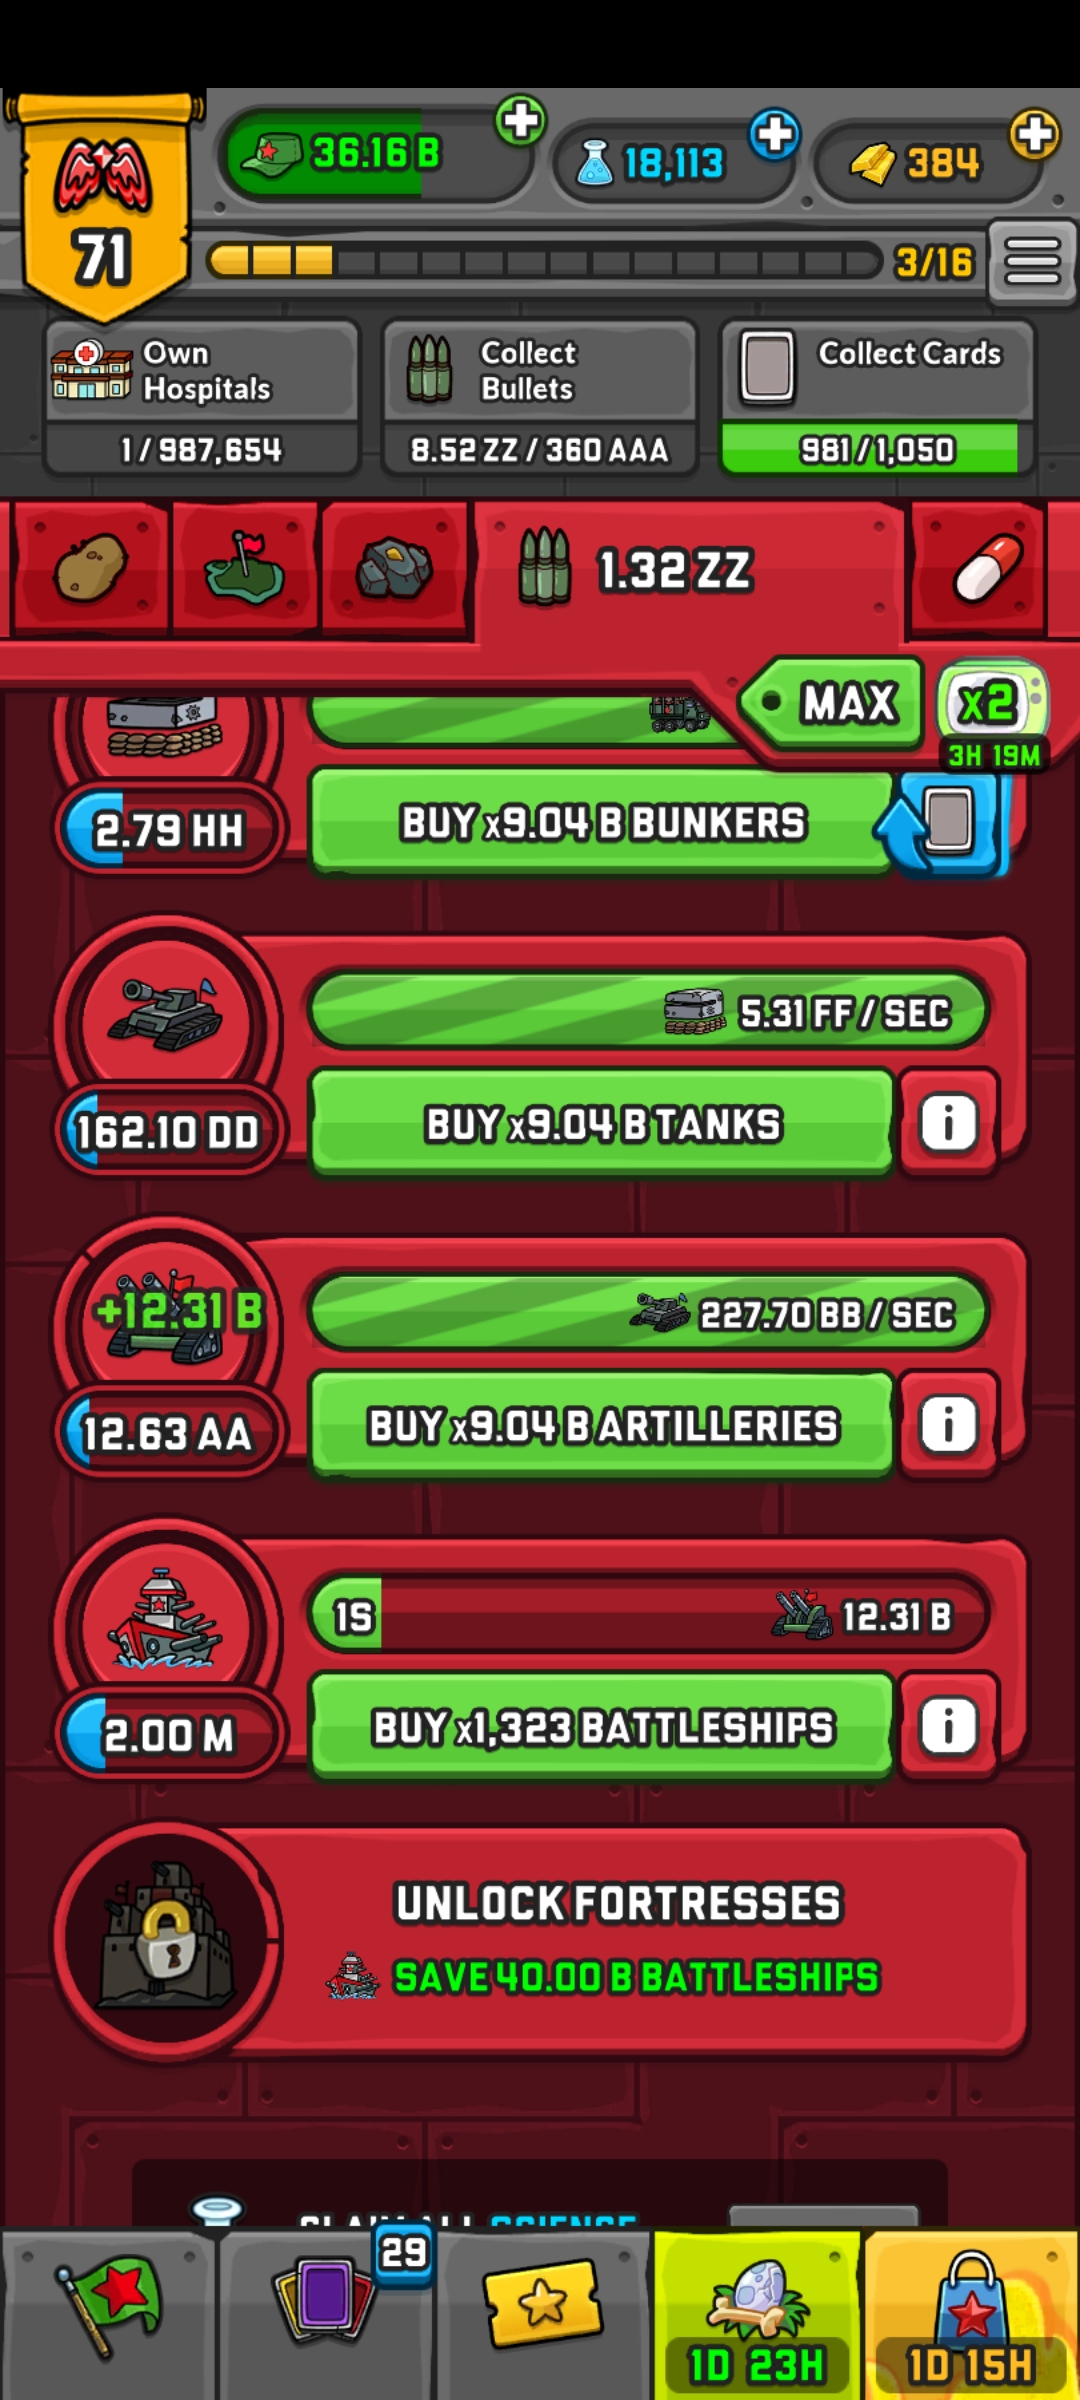 36.16 B
18,113
384
71
3/16
Own
Hospitals
1/987,654
Collect
Bullets
8.52 ZZ / 360 AAA
Collect Cards
981/1,050
1.32 ZZ
MAX
x2
3H 19M
2.79 HH
BUY x9.04 B BUNKERS
5.31 FF / SEC
162.10 DD
BUY x9.04 B TANKS
i
+12.31 B
227.70 BB / SEC
12.63 AA
BUY x9.04 B ARTILLERIES
i
1S
12.31 B
2.00 M
BUY x1,323 BATTLESHIPS
i
UNLOCK FORTRESSES
SAVE 40.00 B BATTLESHIPS
CLAIM ALL SCIENCE
29
1D 23H
1D 15H